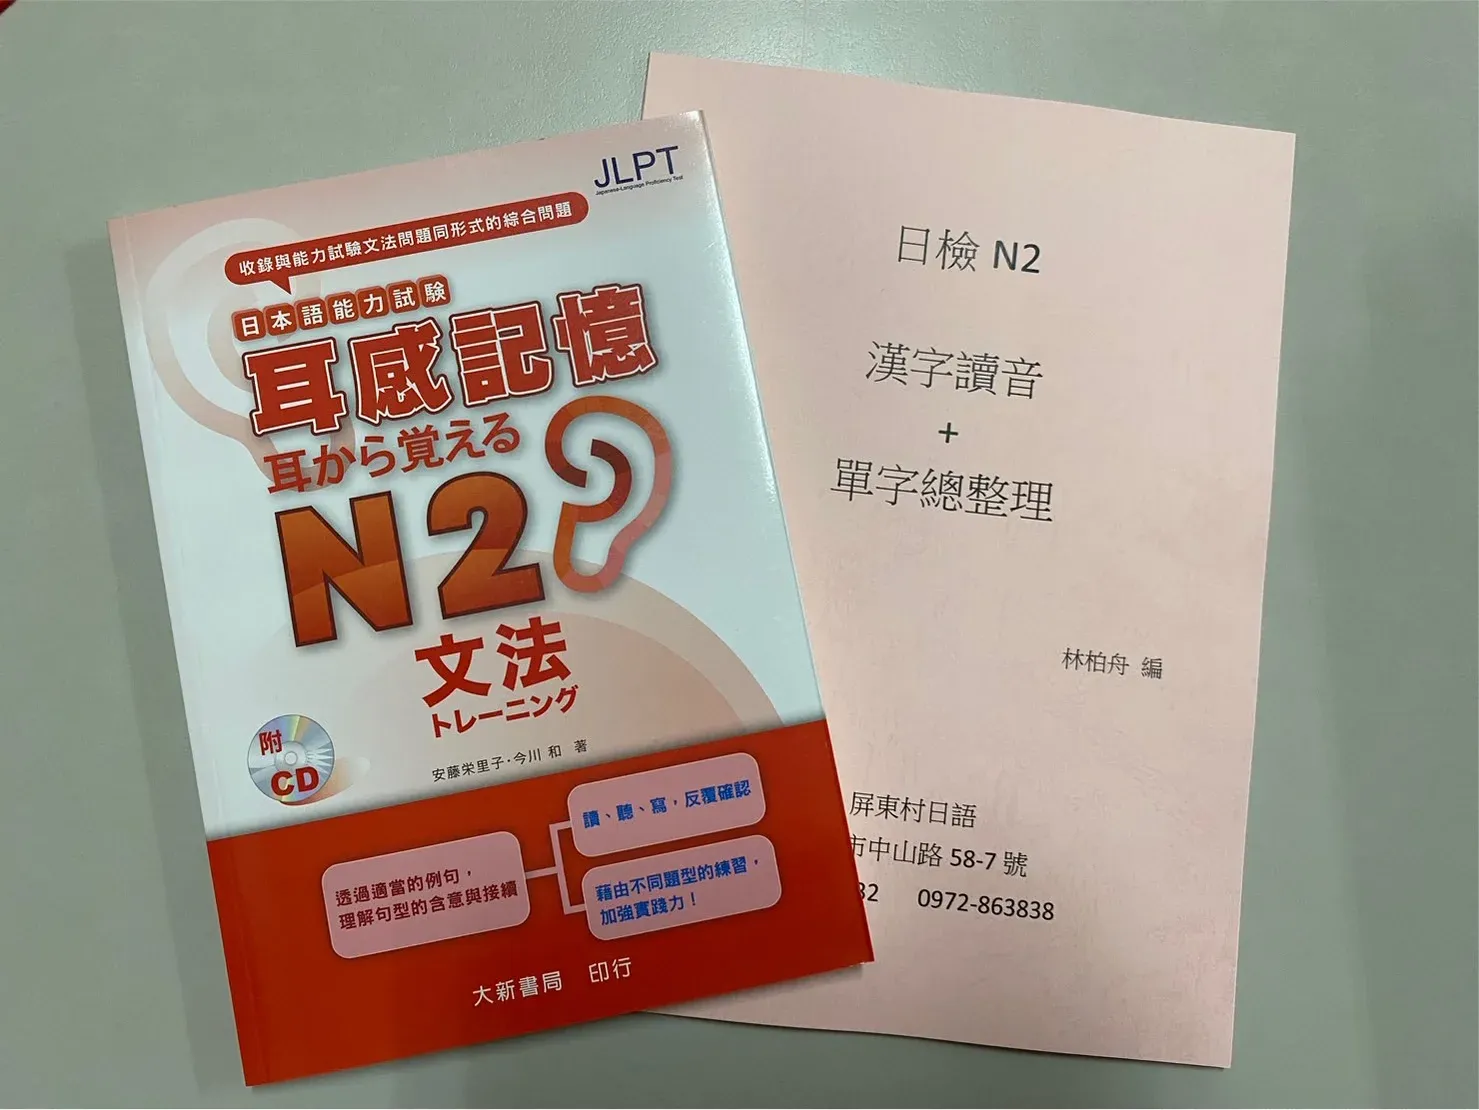 JLPT
Japanese-Language Proficiency Test
收錄與能力試驗文法問題同形式的綜合問題
日本語能力試験
耳感記憶
耳から覚える
N2
文法
トレーニング
安藤栄里子・今川 和 著
附
CD
讀、聽、寫，反覆確認
透過適當的例句，
理解句型的含意與接續
藉由不同題型的練習，
加強實踐力！
大新書局 印行
日檢 N2
漢字讀音
+
單字總整理
林柏舟 編
屏東村日語
市中山路 58-7 號
32 0972-863838